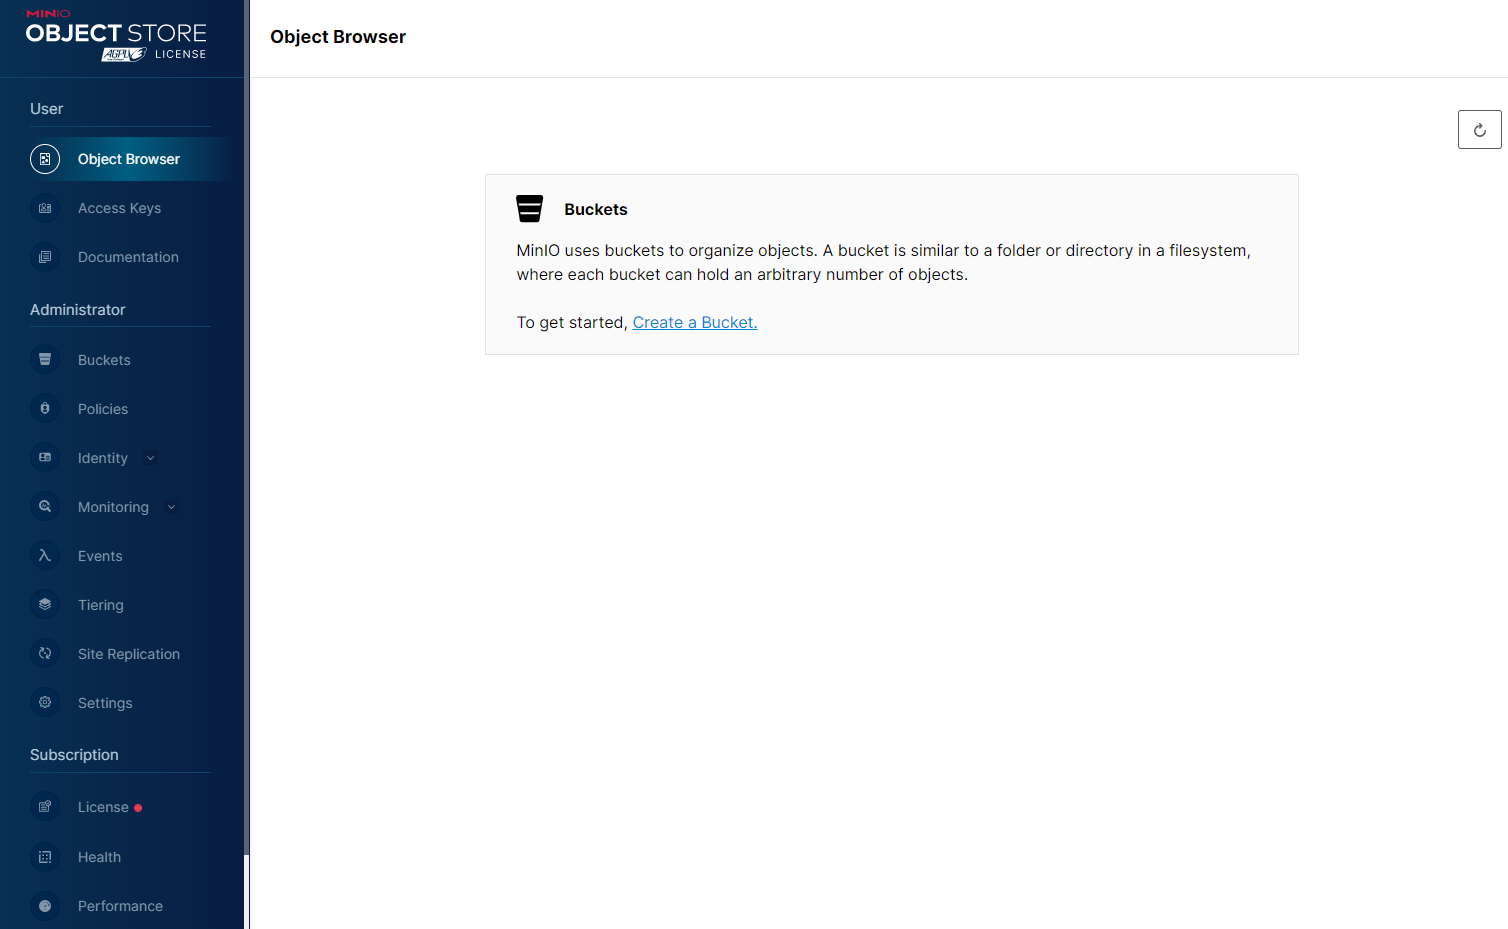 MINIO
OBJECT STORE
AGPLv3 LICENSE
User
Object Browser
Access Keys
Documentation
Administrator
Buckets
Policies
Identity
Monitoring
Events
Tiering
Site Replication
Settings
Subscription
License
Health
Performance
Object Browser
Buckets
MinIO uses buckets to organize objects. A bucket is similar to a folder or directory in a filesystem,
where each bucket can hold an arbitrary number of objects.
To get started, Create a Bucket.